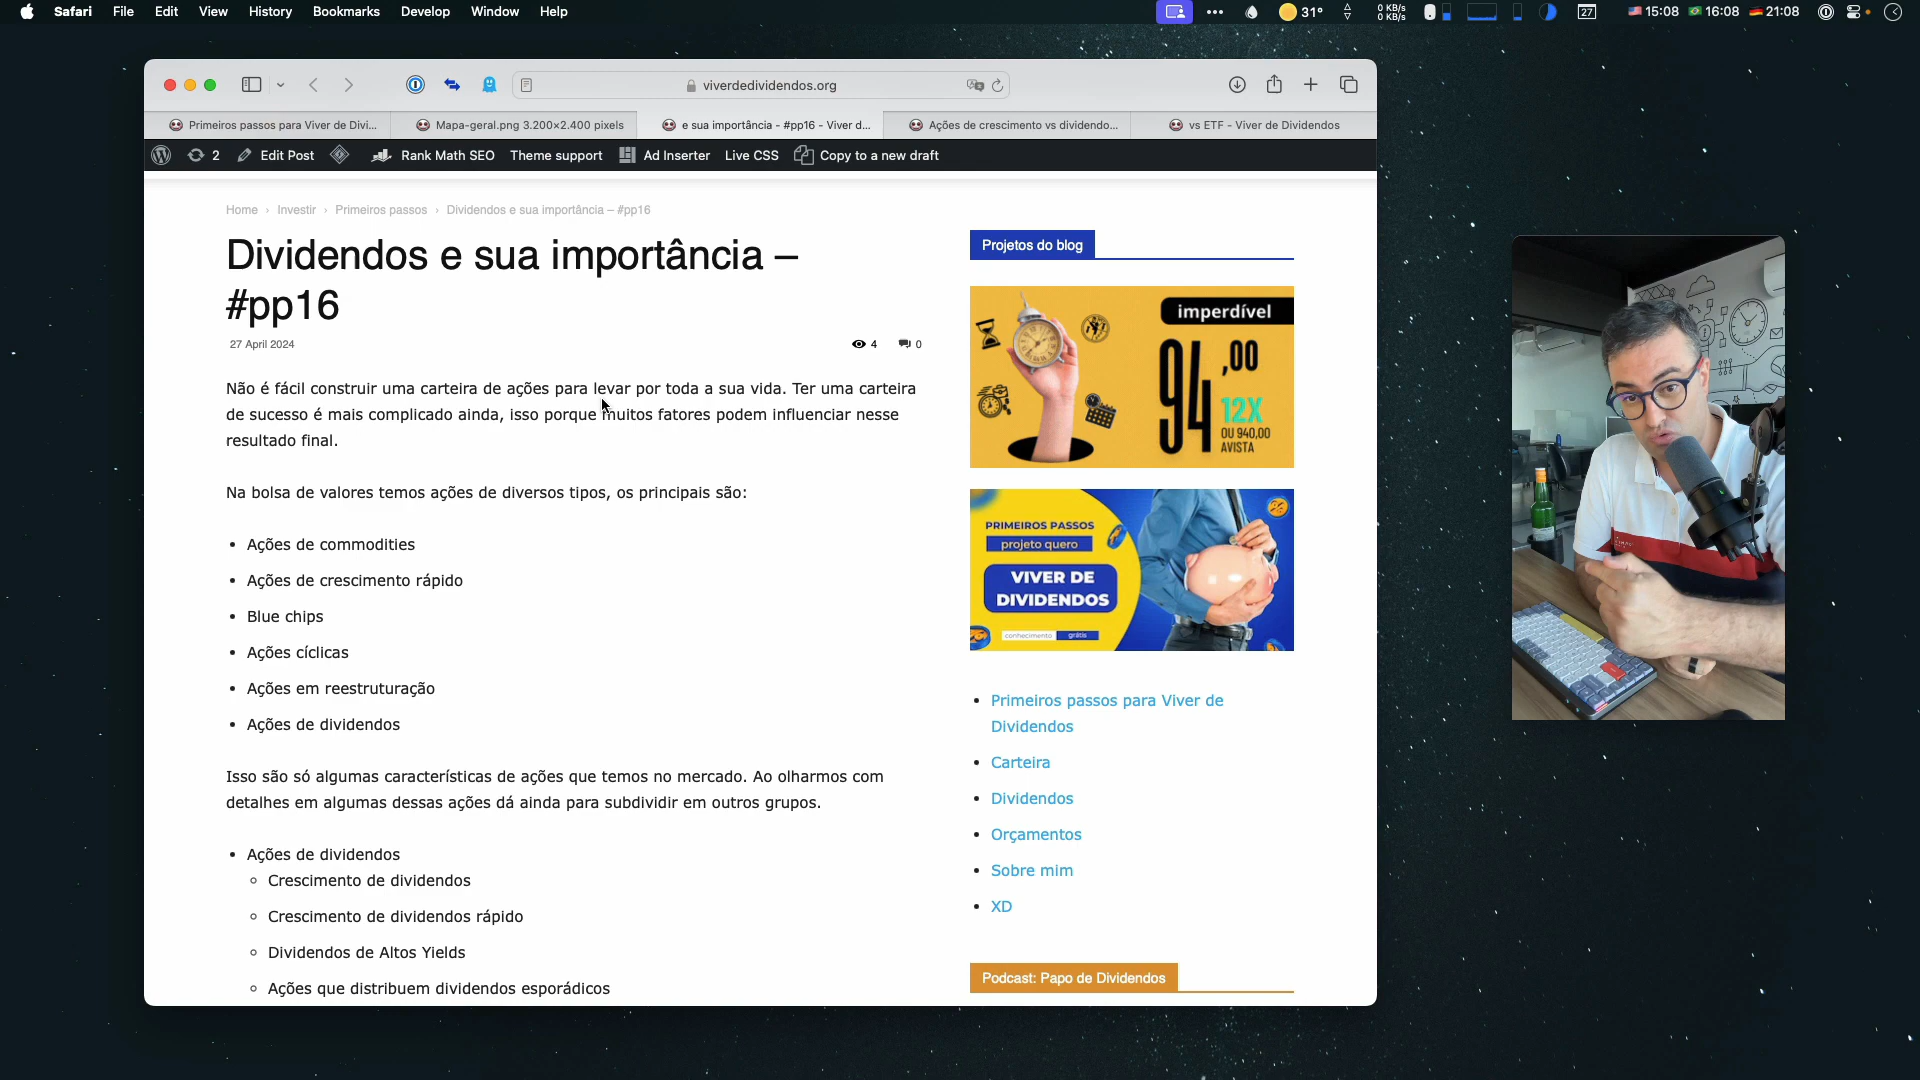 Safari File Edit View History Bookmarks Develop Window Help
31° 0 KB/s 0 KB/s 27 15:08 16:08 21:08
viverdedividendos.org
Primeiros passos para Viver de Divi...
Mapa-geral.png 3.200×2.400 pixels
e sua importância - #pp16 - Viver d...
Ações de crescimento vs dividendo...
vs ETF - Viver de Dividendos
2 Edit Post Rank Math SEO Theme support Ad Inserter Live CSS Copy to a new draft
Home › Investir › Primeiros passos › Dividendos e sua importância – #pp16
Dividendos e sua importância –
#pp16
27 April 2024 4 0
Não é fácil construir uma carteira de ações para levar por toda a sua vida. Ter uma carteira
de sucesso é mais complicado ainda, isso porque muitos fatores podem influenciar nesse
resultado final.
Na bolsa de valores temos ações de diversos tipos, os principais são:
• Ações de commodities
• Ações de crescimento rápido
• Blue chips
• Ações cíclicas
• Ações em reestruturação
• Ações de dividendos
Isso são só algumas características de ações que temos no mercado. Ao olharmos com
detalhes em algumas dessas ações dá ainda para subdividir em outros grupos.
• Ações de dividendos
◦ Crescimento de dividendos
◦ Crescimento de dividendos rápido
◦ Dividendos de Altos Yields
◦ Ações que distribuem dividendos esporádicos
Projetos do blog
imperdível
94,00
12X
OU 940,00
AVISTA
PRIMEIROS PASSOS
projeto quero
VIVER DE
DIVIDENDOS
conhecimento grátis
• Primeiros passos para Viver de
Dividendos
• Carteira
• Dividendos
• Orçamentos
• Sobre mim
• XD
Podcast: Papo de Dividendos